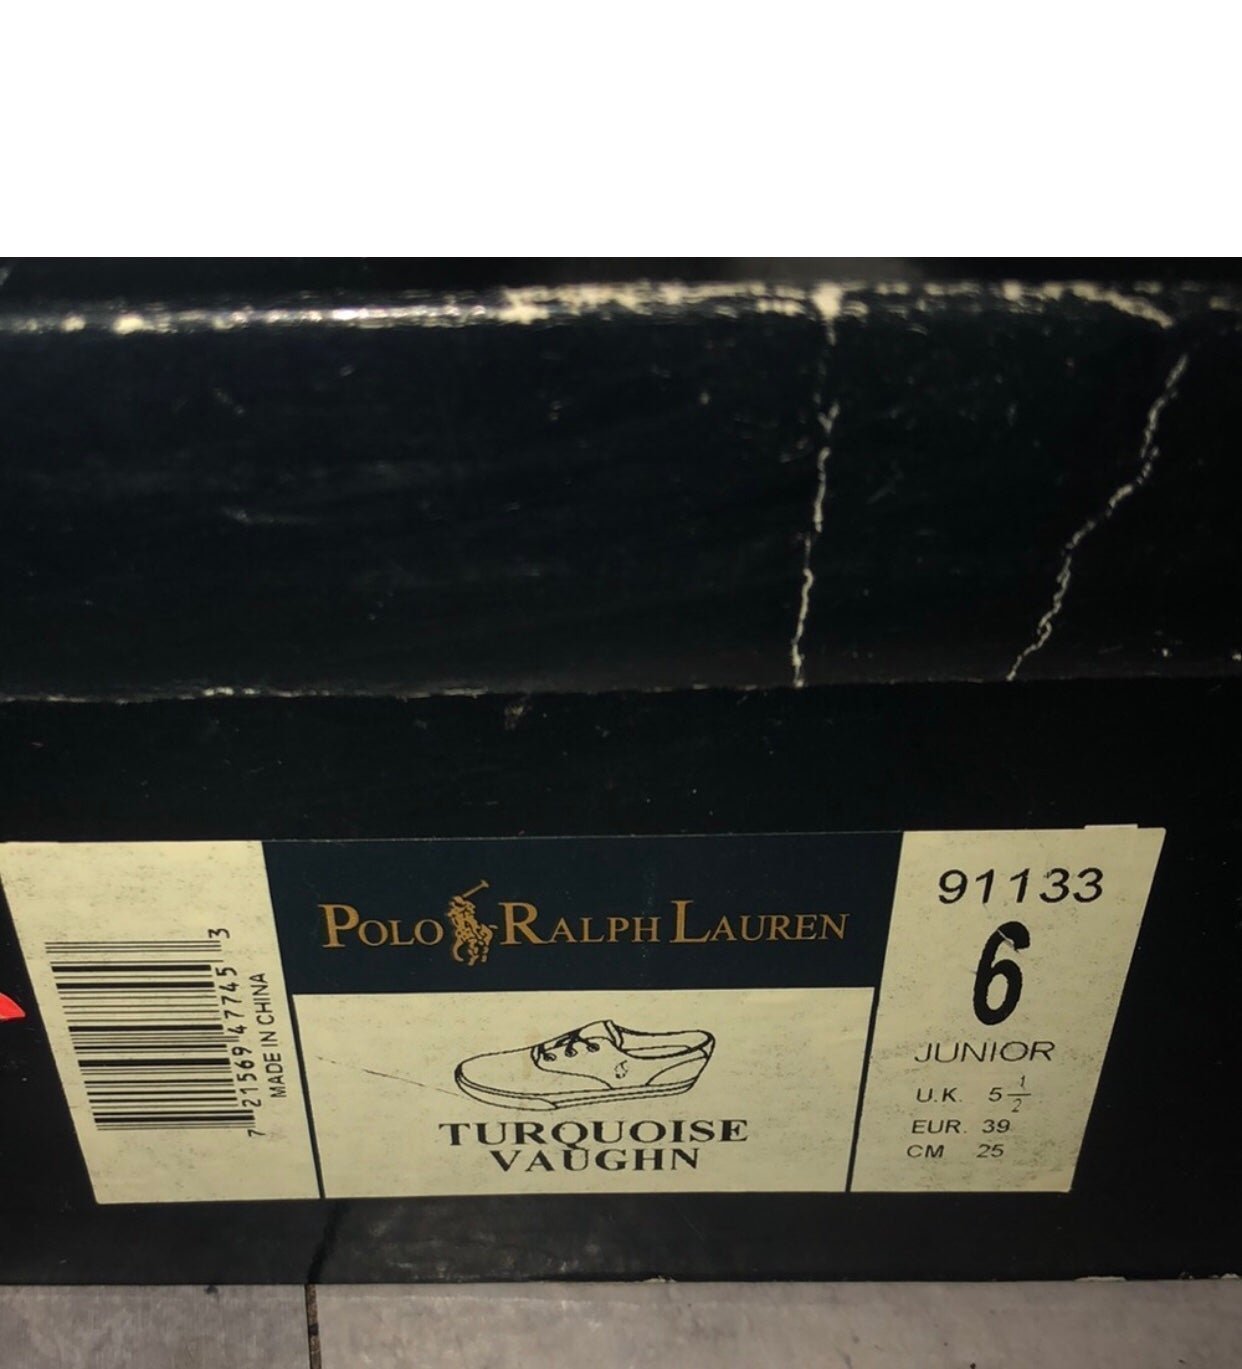 POLO RALPH LAUREN
TURQUOISE
VAUGHN
91133
6
JUNIOR
U.K. 5 1/2
EUR. 39
CM 25
7 21569 47745 3
MADE IN CHINA